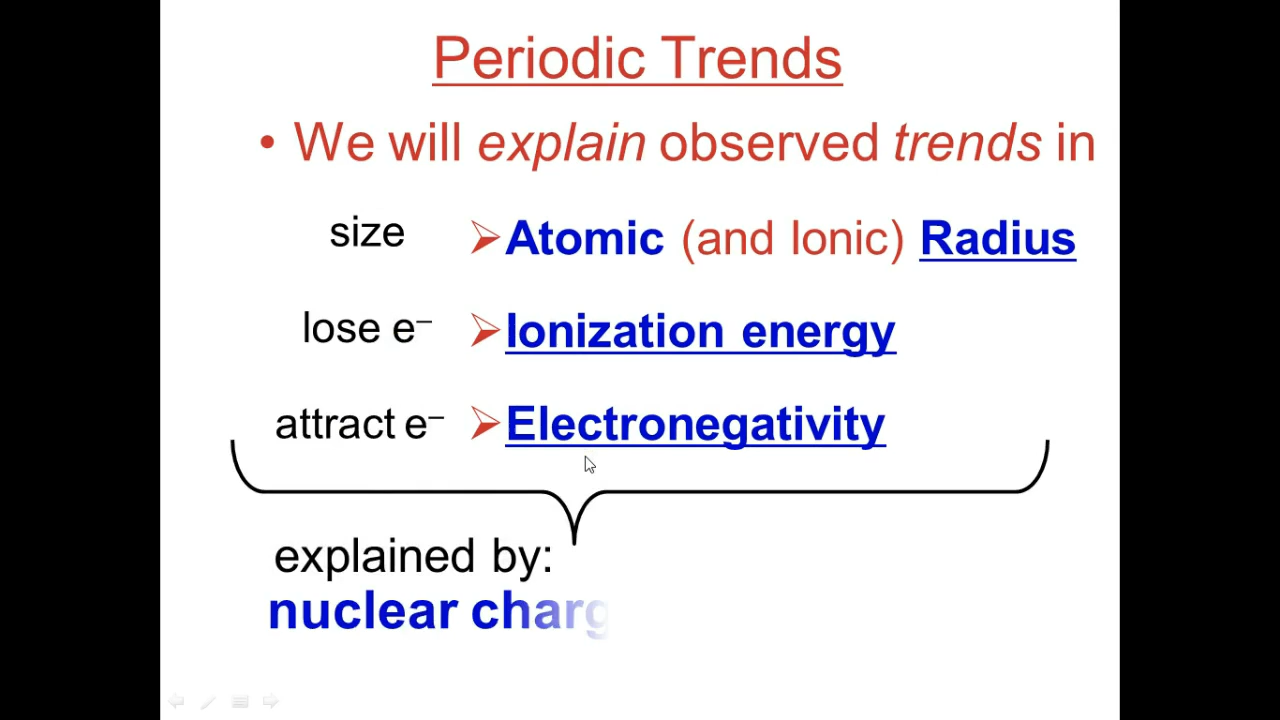 Periodic Trends
• We will explain observed trends in
size ➢Atomic (and Ionic) Radius
lose e– ➢Ionization energy
attract e– ➢Electronegativity
explained by:
nuclear charg